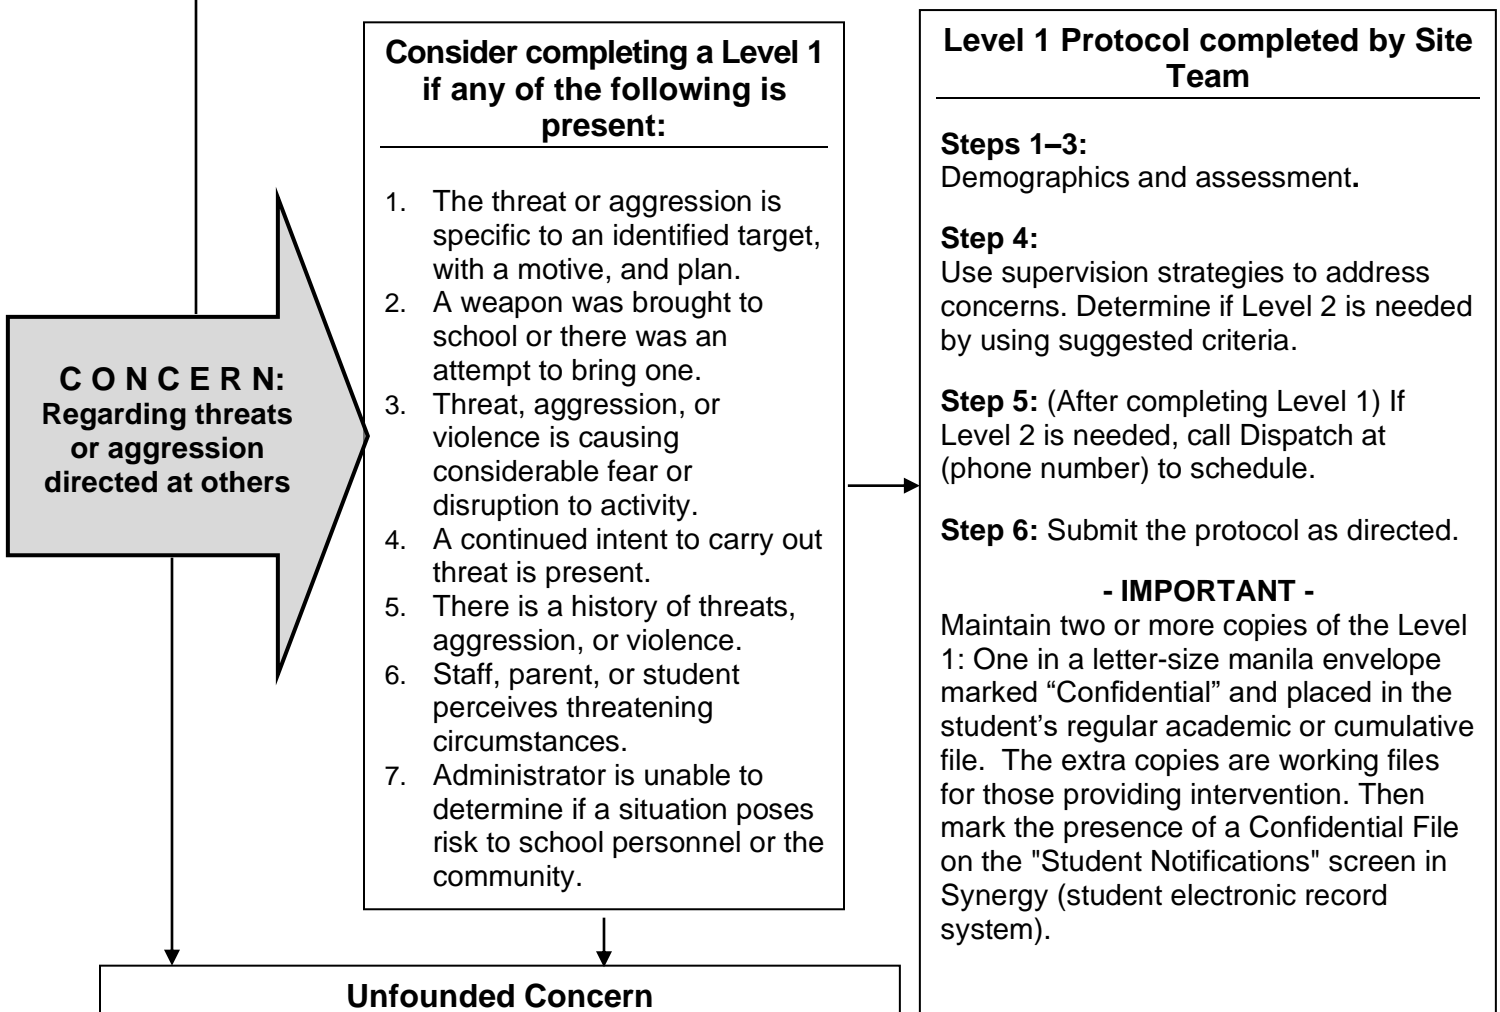 C O N C E R N:
Regarding threats
or aggression
directed at others
Consider completing a Level 1
if any of the following is
present:
1. The threat or aggression is
specific to an identified target,
with a motive, and plan.
2. A weapon was brought to
school or there was an
attempt to bring one.
3. Threat, aggression, or
violence is causing
considerable fear or
disruption to activity.
4. A continued intent to carry out
threat is present.
5. There is a history of threats,
aggression, or violence.
6. Staff, parent, or student
perceives threatening
circumstances.
7. Administrator is unable to
determine if a situation poses
risk to school personnel or the
community.
Level 1 Protocol completed by Site
Team
Steps 1–3:
Demographics and assessment.
Step 4:
Use supervision strategies to address
concerns. Determine if Level 2 is needed
by using suggested criteria.
Step 5: (After completing Level 1) If
Level 2 is needed, call Dispatch at
(phone number) to schedule.
Step 6: Submit the protocol as directed.
- IMPORTANT -
Maintain two or more copies of the Level
1: One in a letter-size manila envelope
marked “Confidential” and placed in the
student’s regular academic or cumulative
file.  The extra copies are working files
for those providing intervention. Then
mark the presence of a Confidential File
on the "Student Notifications" screen in
Synergy (student electronic record
system).
Unfounded Concern